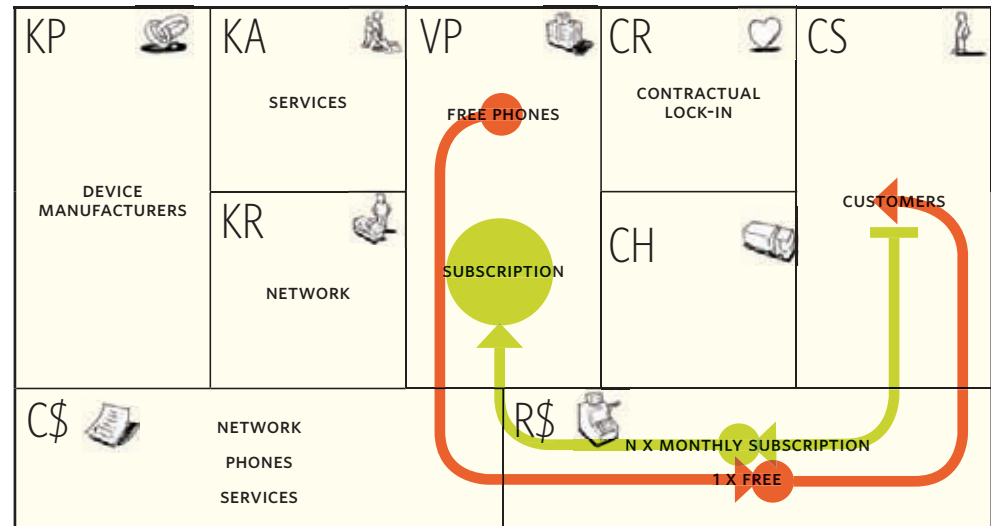 KP
DEVICE
MANUFACTURERS
KA
SERVICES
KR
NETWORK
VP
FREE PHONES
SUBSCRIPTION
CR
CONTRACTUAL
LOCK-IN
CH
CS
CUSTOMERS
C$
NETWORK
PHONES
SERVICES
R$
N X MONTHLY SUBSCRIPTION
1 X FREE